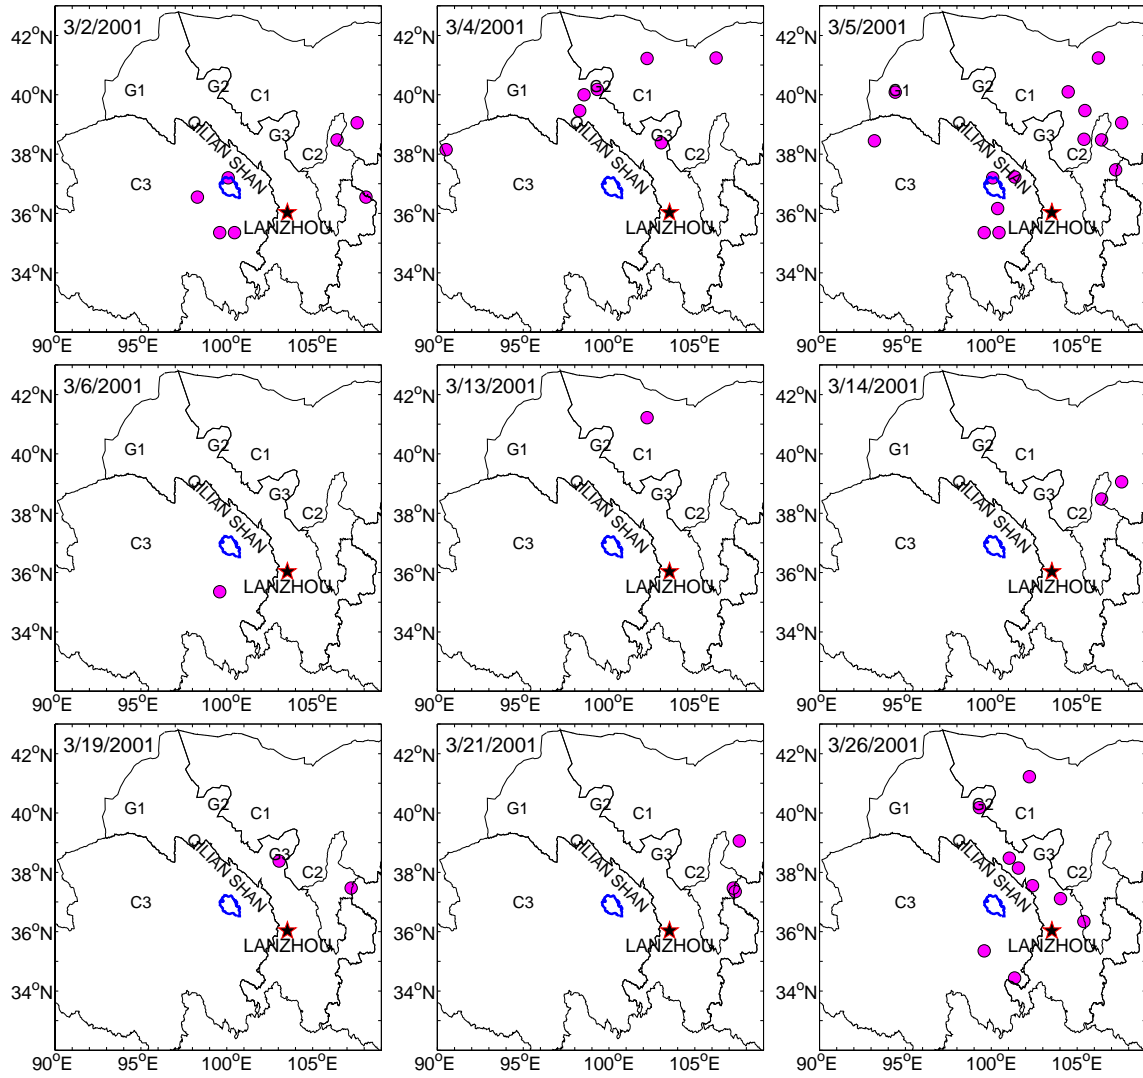 3/2/2001
3/4/2001
3/5/2001
42°N
40°N
38°N
36°N
34°N
G1
G2
C1
G3
C2
C3
QILIAN SHAN
LANZHOU
G1
G2
C1
G3
C2
C3
QILIAN SHAN
LANZHOU
42°N
40°N
38°N
36°N
34°N
G1
G2
C1
G3
C2
C3
QILIAN SHAN
LANZHOU
42°N
40°N
38°N
36°N
34°N
90°E 95°E 100°E 105°E
90°E 95°E 100°E 105°E
90°E 95°E 100°E 105°E
3/6/2001
3/13/2001
3/14/2001
42°N
40°N
38°N
36°N
34°N
G1
G2
C1
G3
C2
C3
QILIAN SHAN
LANZHOU
42°N
40°N
38°N
36°N
34°N
G1
G2
C1
G3
C2
C3
QILIAN SHAN
LANZHOU
42°N
40°N
38°N
36°N
34°N
G1
G2
C1
G3
C2
C3
QILIAN SHAN
LANZHOU
90°E 95°E 100°E 105°E
90°E 95°E 100°E 105°E
90°E 95°E 100°E 105°E
3/19/2001
3/21/2001
3/26/2001
42°N
40°N
38°N
36°N
34°N
G1
G2
C1
G3
C2
C3
QILIAN SHAN
LANZHOU
42°N
40°N
38°N
36°N
34°N
G1
G2
C1
G3
C2
C3
QILIAN SHAN
LANZHOU
42°N
40°N
38°N
36°N
34°N
G1
G2
C1
G3
C2
C3
QILIAN SHAN
LANZHOU
90°E 95°E 100°E 105°E
90°E 95°E 100°E 105°E
90°E 95°E 100°E 105°E